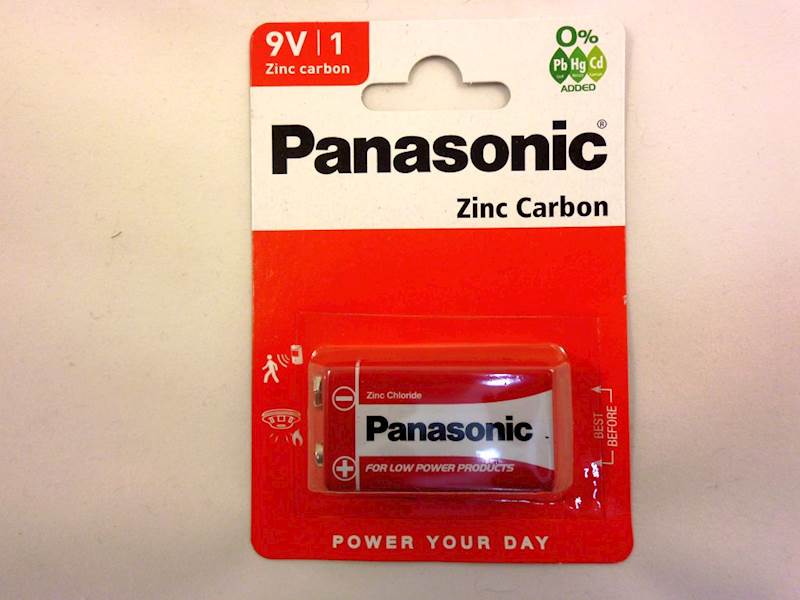 9V | 1
Zinc carbon
0%
Pb Hg Cd
ADDED
Panasonic®
Zinc Carbon
Zinc Chloride
Panasonic
FOR LOW POWER PRODUCTS
BEST
BEFORE
POWER YOUR DAY